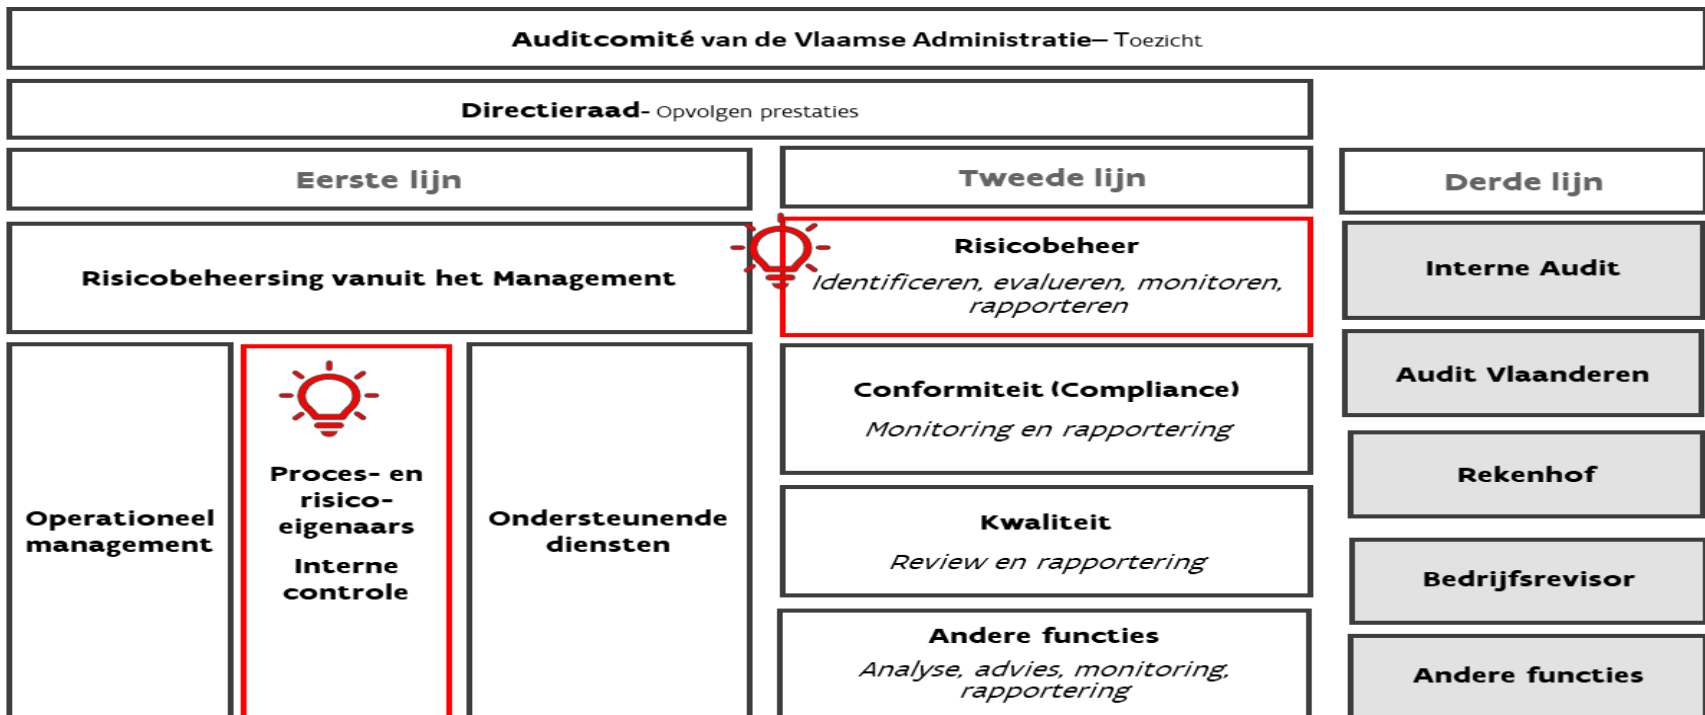 Auditcomité van de Vlaamse Administratie– Toezicht
Directieraad- Opvolgen prestaties
Eerste lijn
Risicobeheersing vanuit het Management
Operationeel
management
Proces- en
risico-
eigenaars
Interne
controle
Ondersteunende
diensten
Tweede lijn
Risicobeheer
Identificeren, evalueren, monitoren,
rapporteren
Conformiteit (Compliance)
Monitoring en rapportering
Kwaliteit
Review en rapportering
Andere functies
Analyse, advies, monitoring,
rapportering
Derde lijn
Interne Audit
Audit Vlaanderen
Rekenhof
Bedrijfsrevisor
Andere functies